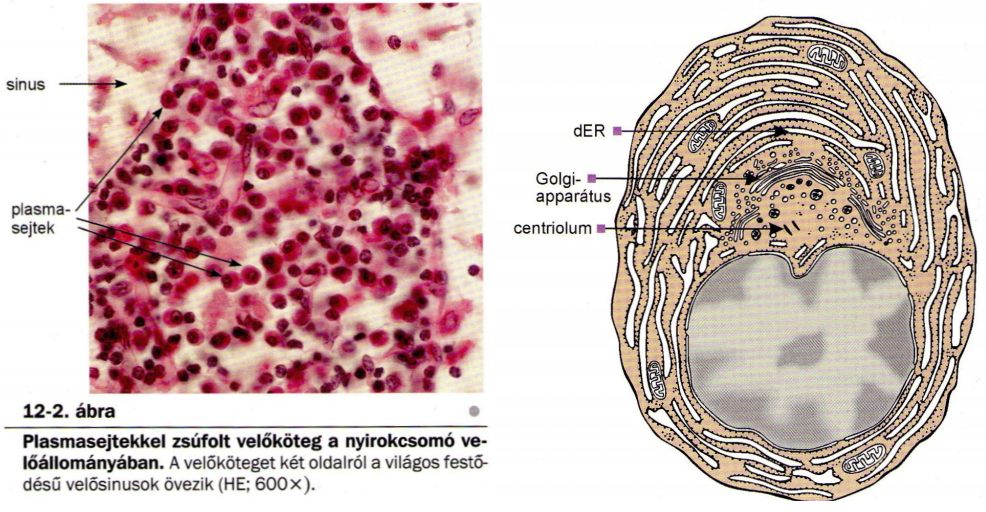 sinus
plasma-
sejtek
12-2. ábra
Plasmasejtekkel zsúfolt velőköteg a nyirokcsomó ve-
lőállományában. A velőköteget két oldalról a világos festő-
désű velősinusok övezik (HE; 600×).
dER
Golgi-
apparátus
centriolum